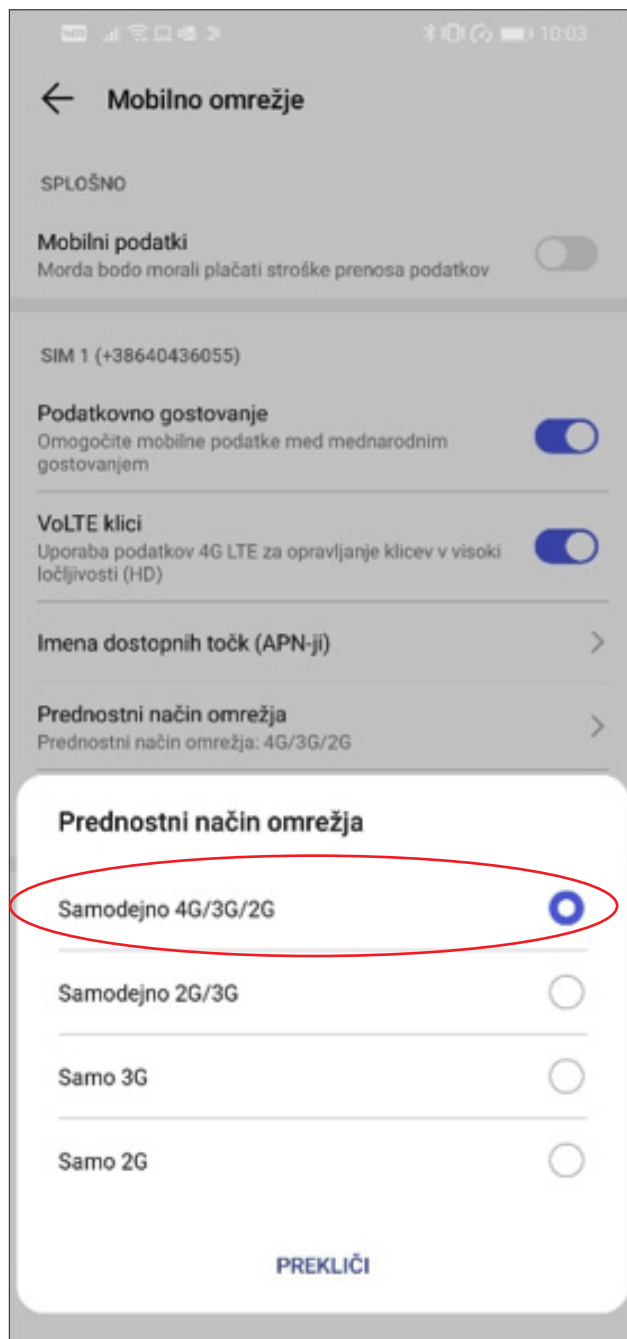 10:03
Mobilno omrežje
SPLOŠNO
Mobilni podatki
Morda bodo morali plačati stroške prenosa podatkov
SIM 1 (+38640436055)
Podatkovno gostovanje
Omogočite mobilne podatke med mednarodnim
gostovanjem
VoLTE klici
Uporaba podatkov 4G LTE za opravljanje klicev v visoki
ločljivosti (HD)
Imena dostopnih točk (APN-ji)
Prednostni način omrežja
Prednostni način omrežja: 4G/3G/2G
Prednostni način omrežja
Samodejno 4G/3G/2G
Samodejno 2G/3G
Samo 3G
Samo 2G
PREKLIČI